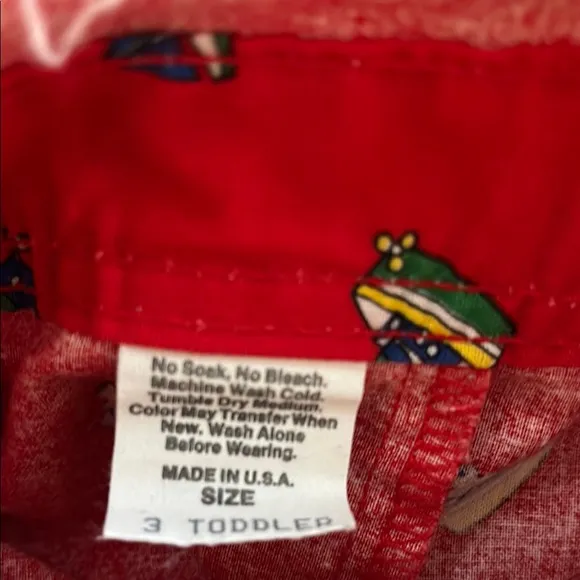 No Soak, No Bleach.
Machine Wash Cold.
Tumble Dry Medium.
Color May Transfer When
New. Wash Alone
Before Wearing.
MADE IN U.S.A.
SIZE
3 TODDLER